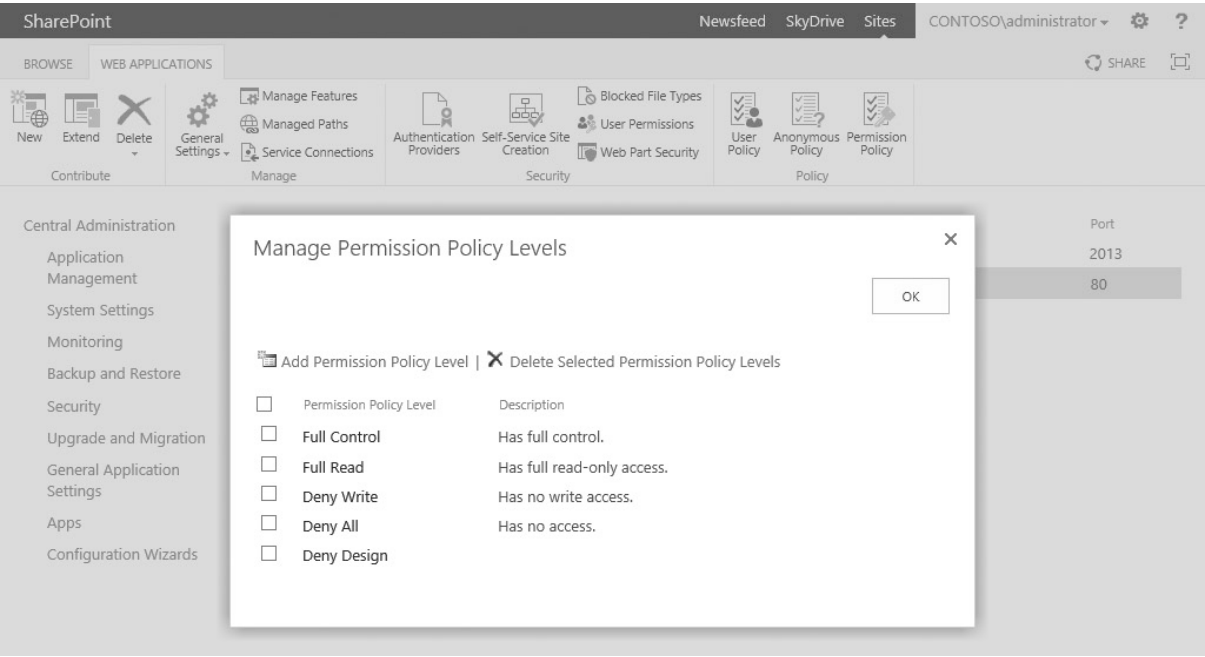 SharePoint Newsfeed SkyDrive Sites CONTOSO\administrator ?
BROWSE WEB APPLICATIONS SHARE
New Extend Delete General Settings Manage Features Managed Paths Service Connections Authentication Providers Self-Service Site Creation Blocked File Types User Permissions Web Part Security User Policy Anonymous Policy Permission Policy
Contribute Manage Security Policy
Central Administration
Application
Management
System Settings
Monitoring
Backup and Restore
Security
Upgrade and Migration
General Application
Settings
Apps
Configuration Wizards
Manage Permission Policy Levels
OK
Add Permission Policy Level | Delete Selected Permission Policy Levels
Permission Policy Level Description
Full Control Has full control.
Full Read Has full read-only access.
Deny Write Has no write access.
Deny All Has no access.
Deny Design
Port
2013
80